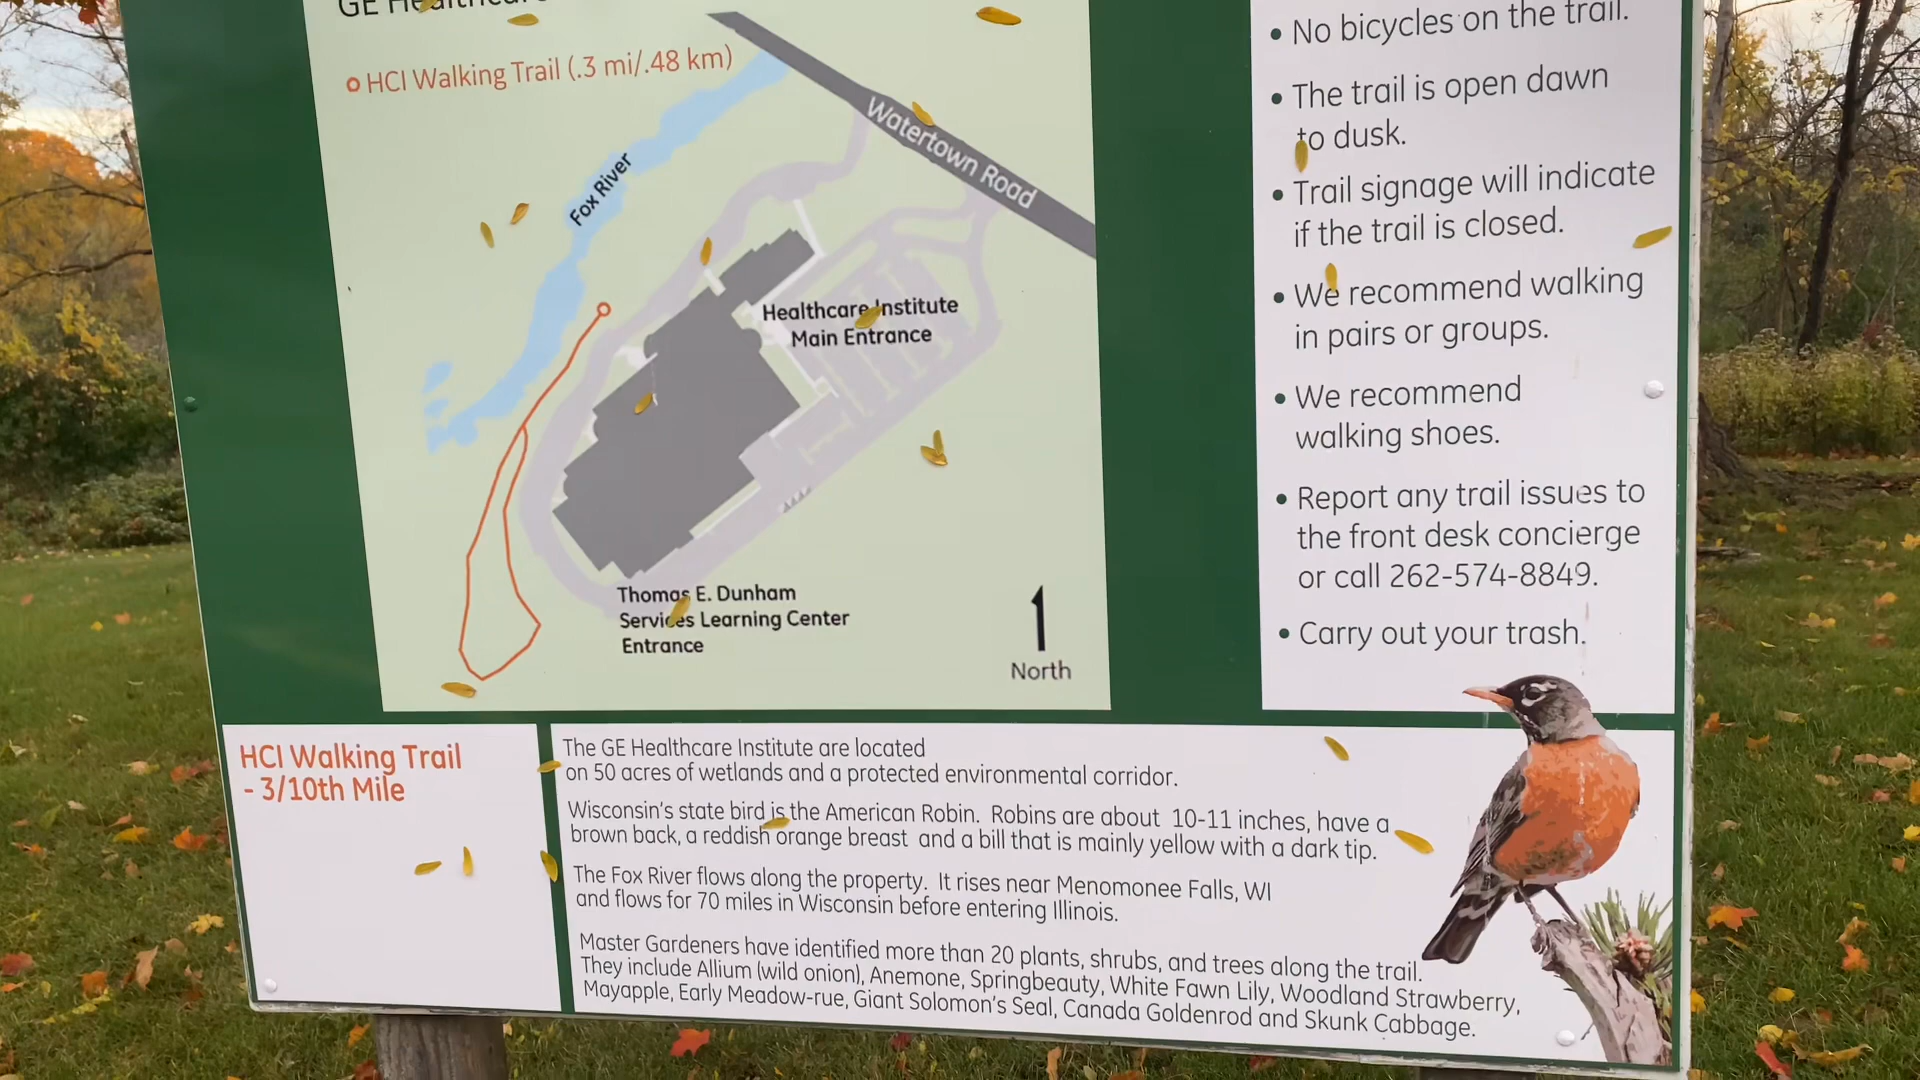 GE Healthcare
HCI Walking Trail (.3 mi/.48 km)
Watertown Road
Fox River
Healthcare Institute
Main Entrance
Thomas E. Dunham
Services Learning Center
Entrance
North
• No bicycles on the trail.
• The trail is open dawn
to dusk.
• Trail signage will indicate
if the trail is closed.
• We recommend walking
in pairs or groups.
• We recommend
walking shoes.
• Report any trail issues to
the front desk concierge
or call 262-574-8849.
• Carry out your trash.
HCI Walking Trail
- 3/10th Mile
The GE Healthcare Institute are located
on 50 acres of wetlands and a protected environmental corridor.
Wisconsin's state bird is the American Robin. Robins are about 10-11 inches, have a
brown back, a reddish orange breast and a bill that is mainly yellow with a dark tip.
The Fox River flows along the property. It rises near Menomonee Falls, WI
and flows for 70 miles in Wisconsin before entering Illinois.
Master Gardeners have identified more than 20 plants, shrubs, and trees along the trail.
They include Allium (wild onion), Anemone, Springbeauty, White Fawn Lily, Woodland Strawberry,
Mayapple, Early Meadow-rue, Giant Solomon's Seal, Canada Goldenrod and Skunk Cabbage.